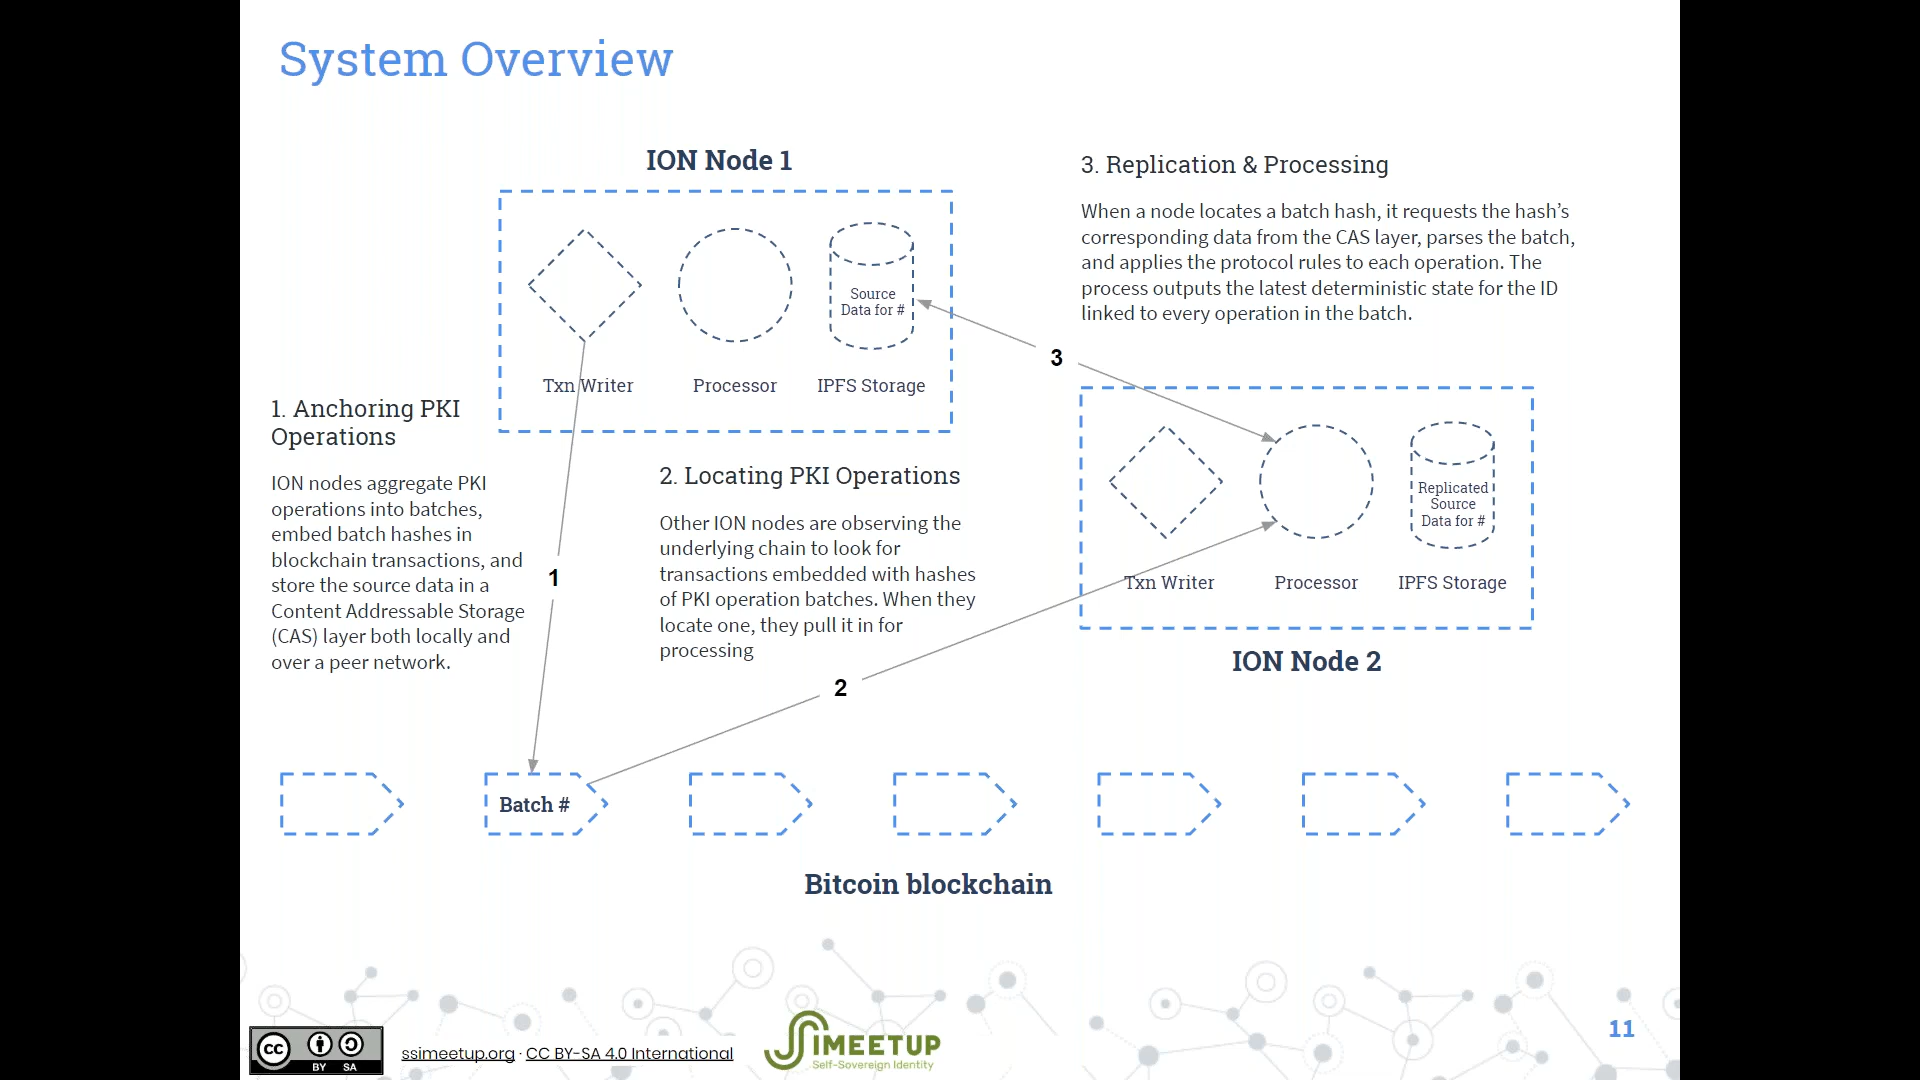 System Overview
ION Node 1
Source
Data for #
Txn Writer
Processor
IPFS Storage
1. Anchoring PKI
Operations
ION nodes aggregate PKI
operations into batches,
embed batch hashes in
blockchain transactions, and
store the source data in a
Content Addressable Storage
(CAS) layer both locally and
over a peer network.
1
2. Locating PKI Operations
Other ION nodes are observing the
underlying chain to look for
transactions embedded with hashes
of PKI operation batches. When they
locate one, they pull it in for
processing
2
3. Replication & Processing
When a node locates a batch hash, it requests the hash’s
corresponding data from the CAS layer, parses the batch,
and applies the protocol rules to each operation. The
process outputs the latest deterministic state for the ID
linked to every operation in the batch.
3
Replicated
Source
Data for #
Txn Writer
Processor
IPFS Storage
ION Node 2
Batch #
Bitcoin blockchain
11
cc
BY SA
ssimeetup.org · CC BY-SA 4.0 International
SSIMEETUP
Self-Sovereign Identity